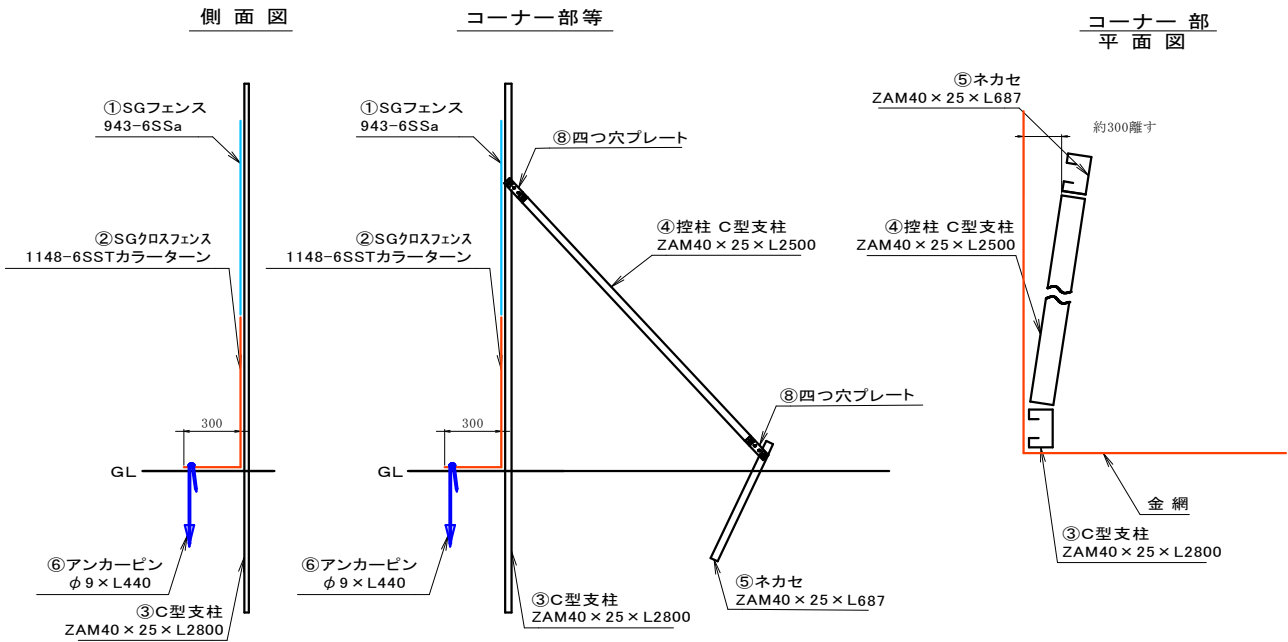 側 面 図
①SGフェンス
943-6SSa
②SGクロスフェンス
1148-6SSTカラーターン
300
GL
⑥アンカーピン
φ9×L440
③C型支柱
ZAM40×25×L2800
コーナー部等
①SGフェンス
943-6SSa
⑧四つ穴プレート
②SGクロスフェンス
1148-6SSTカラーターン
④控柱 C型支柱
ZAM40×25×L2500
300
⑧四つ穴プレート
GL
⑥アンカーピン
φ9×L440
③C型支柱
ZAM40×25×L2800
⑤ネカセ
ZAM40×25×L687
コーナー 部
平 面 図
⑤ネカセ
ZAM40×25×L687
約300離す
④控柱 C型支柱
ZAM40×25×L2500
金 網
③C型支柱
ZAM40×25×L2800